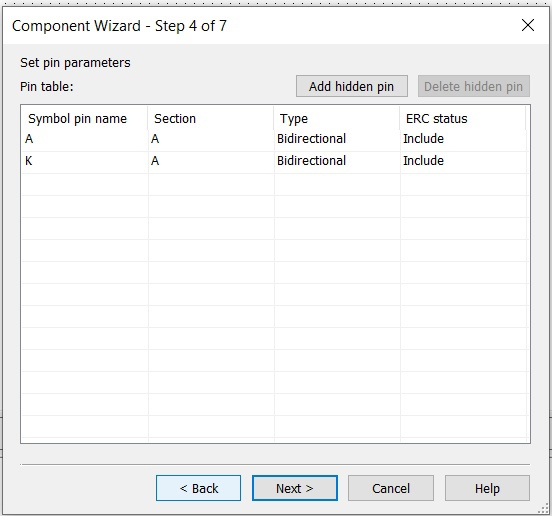 Component Wizard - Step 4 of 7
Set pin parameters
Pin table: Add hidden pin Delete hidden pin
Symbol pin name Section Type ERC status
A A Bidirectional Include
K A Bidirectional Include
< Back Next > Cancel Help